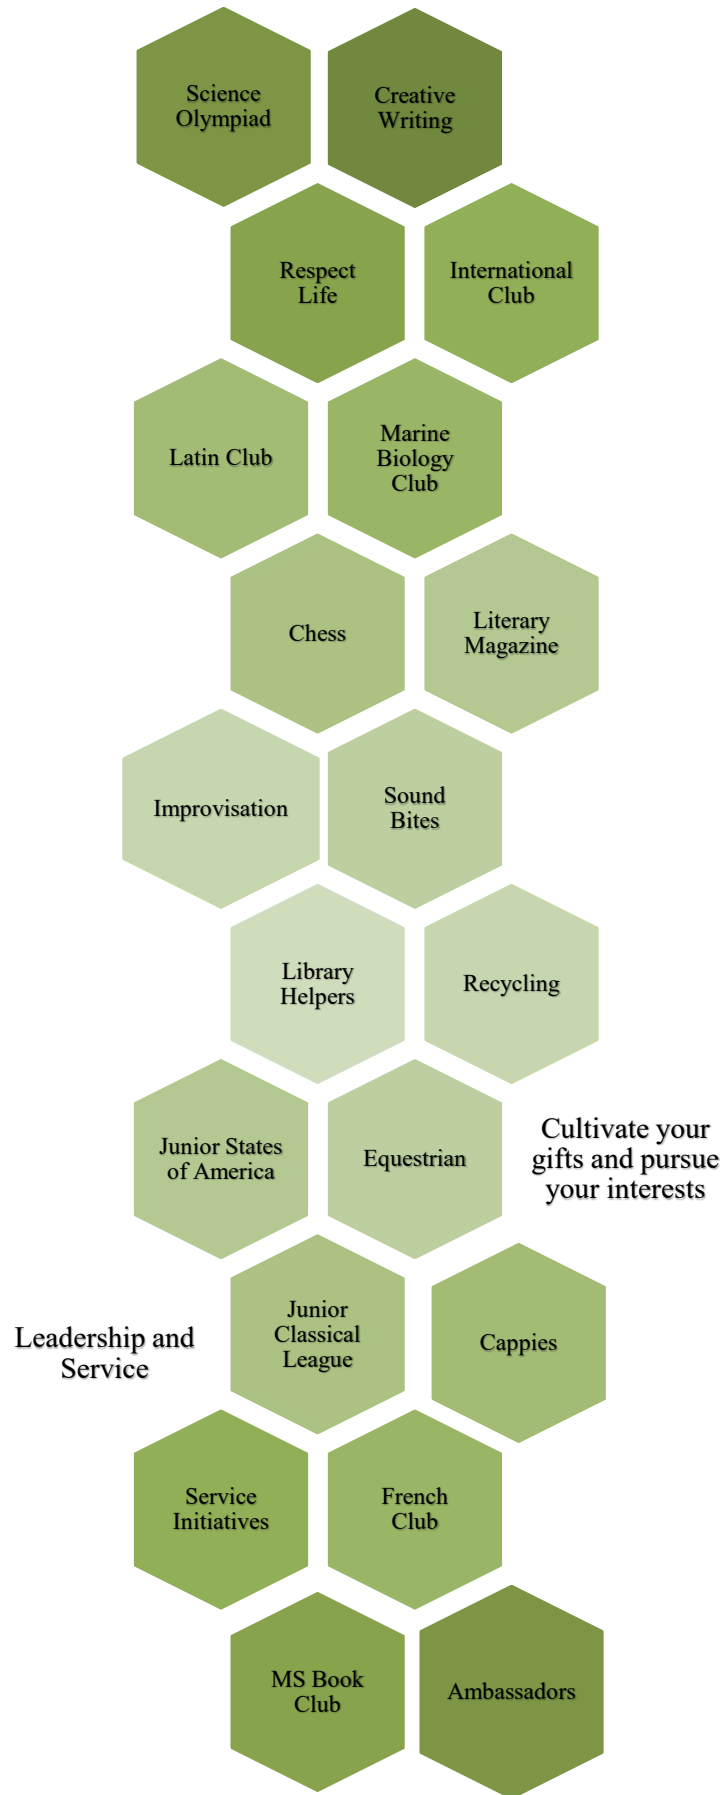 Science
Olympiad
Creative
Writing
Respect
Life
International
Club
Latin Club
Marine
Biology
Club
Chess
Literary
Magazine
Improvisation
Sound
Bites
Library
Helpers
Recycling
Junior States
of America
Equestrian
Cultivate your
gifts and pursue
your interests
Leadership and
Service
Junior
Classical
League
Cappies
Service
Initiatives
French
Club
MS Book
Club
Ambassadors